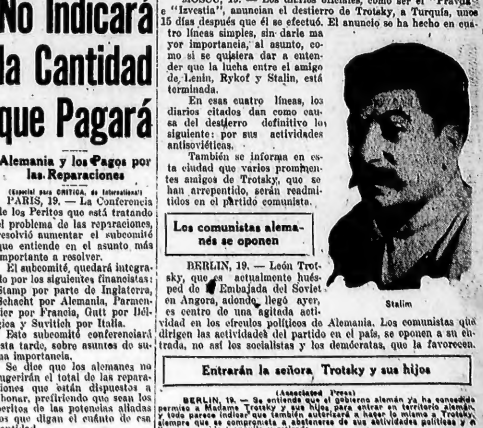 No Indicará
la Cantidad
que Pagará
Alemania y los Pagos por
las Reparaciones
(Especial para CRITICA, de International)
PARIS, 19. — La Conferencia
de los Peritos que está tratando
el problema de las reparaciones,
resolvió aumentar el subcomité
que entiende en el asunto más
importante a resolver.
El subcomité, quedará integra-
do por los siguientes financistas:
Stamp por parte de Inglaterra,
Schacht por Alemania, Parmen-
tier por Francia, Gutt por Bél-
gica y Suvitich por Italia.
Este subcomité conferenciará
esta tarde, sobre asuntos de su-
ma importancia.
Se dice que los alemanes no
sugerirán el total de las repara-
ciones que están dispuestos a
abonar, prefiriendo que sean los
peritos de las potencias aliadas
los que digan el cuánto de esa
MOSCO, 19. — Los diarios oficiales, como ser el "Pravda"
e "Izvestia", anuncian el destierro de Trotsky, a Turquía, unos
15 días después que él se efectuó. El anuncio se ha hecho en cua-
tro líneas simples, sin darle ma
yor importancia, al asunto, co-
mo si se quisiera dar a enten-
der que la lucha entre el amigo
de Lenin, Rykof y Stalin, está
terminada.
En esas cuatro líneas, los
diarios citados dan como cau-
sa del destierro definitivo lo
siguiente: por sus actividades
antisoviéticas.
También se informa en es-
ta ciudad que varios prominen-
tes amigos de Trotsky, que se
han arrepentido, serán readmi-
tidos en el partido comunista.
Stalim
Los comunistas alema-
nés se oponen
BERLIN, 19. — León Trot-
sky, que es actualmente hués-
ped de la Embajada del Soviet
en Angora, adonde llegó ayer,
es centro de una agitada acti-
vidad en los círculos políticos de Alemania. Los comunistas que
dirigen las actividades del partido en el país, se oponen a su en-
trada, no así los socialistas y los demócratas, que la favorecen.
Entrarán la señora Trotsky y sus hijos
(Associated Press)
BERLIN, 19. — Se entiende que el gobierno alemán ya ha concedido
permiso a Madame Trotsky y sus hijos, para entrar en territorio alemán,
y todo parece indicar que también autorizará a hacer lo mismo a Trotsky,
siempre que se comprometa a abstenerse de sus actividades políticas y